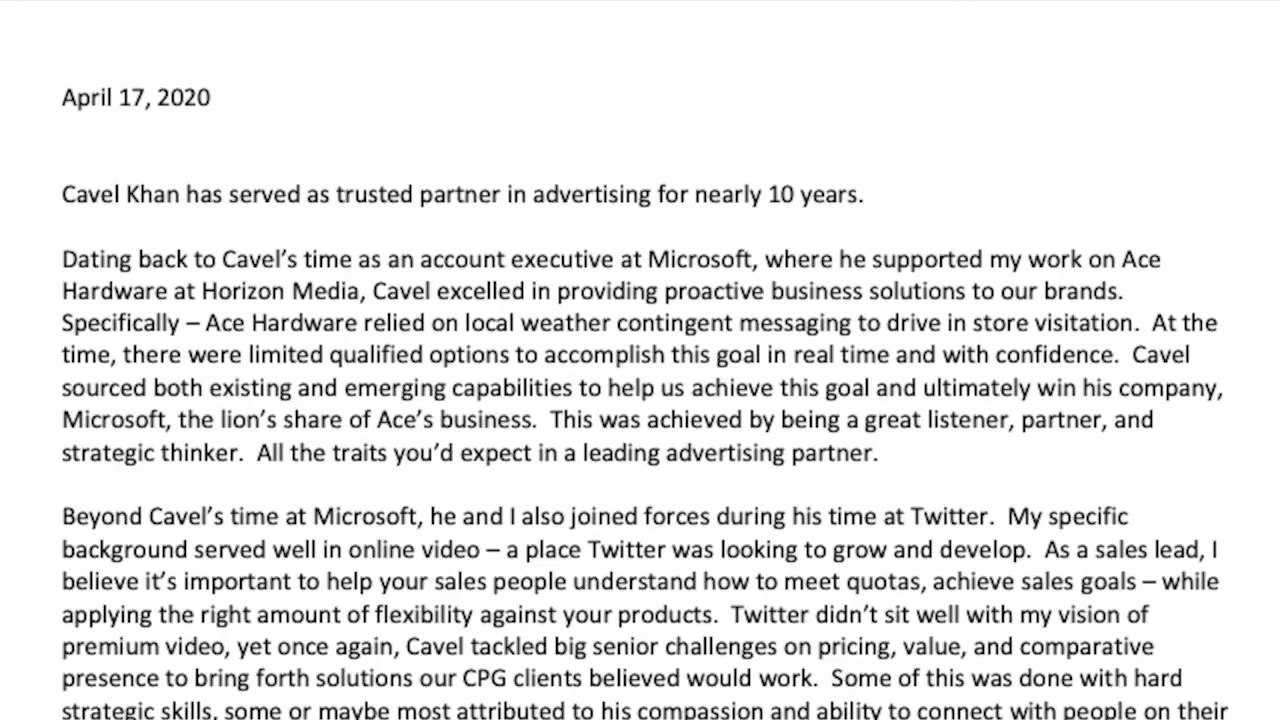 April 17, 2020
Cavel Khan has served as trusted partner in advertising for nearly 10 years.
Dating back to Cavel’s time as an account executive at Microsoft, where he supported my work on Ace
Hardware at Horizon Media, Cavel excelled in providing proactive business solutions to our brands.
Specifically – Ace Hardware relied on local weather contingent messaging to drive in store visitation.  At the
time, there were limited qualified options to accomplish this goal in real time and with confidence.  Cavel
sourced both existing and emerging capabilities to help us achieve this goal and ultimately win his company,
Microsoft, the lion’s share of Ace’s business.  This was achieved by being a great listener, partner, and
strategic thinker.  All the traits you’d expect in a leading advertising partner.
Beyond Cavel’s time at Microsoft, he and I also joined forces during his time at Twitter.  My specific
background served well in online video – a place Twitter was looking to grow and develop.  As a sales lead, I
believe it’s important to help your sales people understand how to meet quotas, achieve sales goals – while
applying the right amount of flexibility against your products.  Twitter didn’t sit well with my vision of
premium video, yet once again, Cavel tackled big senior challenges on pricing, value, and comparative
presence to bring forth solutions our CPG clients believed would work.  Some of this was done with hard
strategic skills, some or maybe most attributed to his compassion and ability to connect with people on their